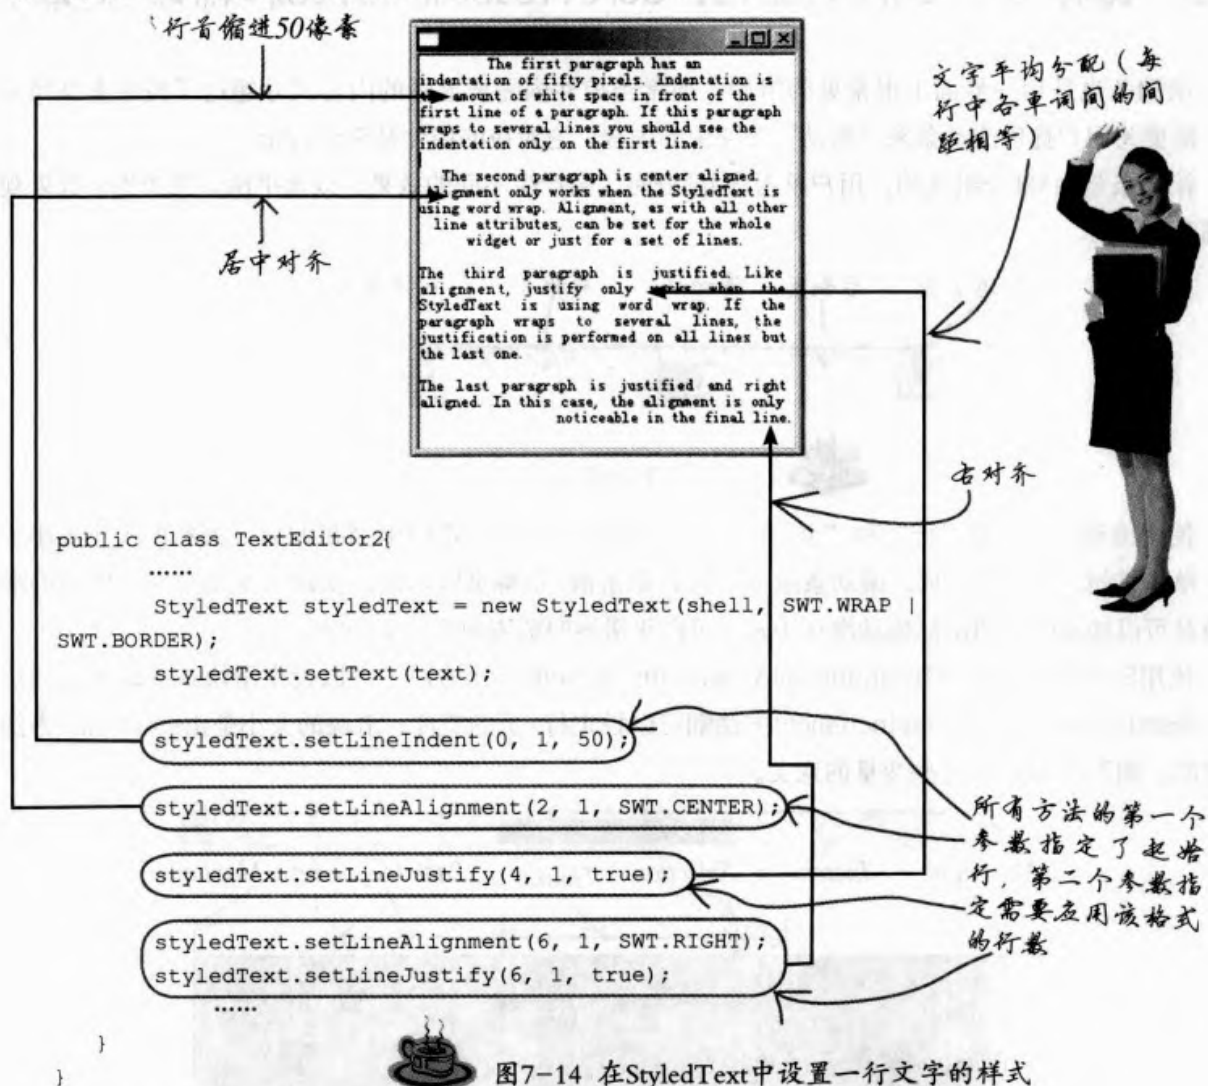 行首缩进50像素
The first paragraph has an
indentation of fifty pixels. Indentation is
the amount of white space in front of the
first line of a paragraph. If this paragraph
wraps to several lines you should see the
indentation only on the first line.
The second paragraph is center aligned.
Alignment only works when the StyledText is
using word wrap. Alignment, as with all other
line attributes, can be set for the whole
widget or just for a set of lines.
The third paragraph is justified. Like
alignment, justify only works when the
StyledText is using word wrap. If the
paragraph wraps to several lines, the
justification is performed on all lines but
the last one.
The last paragraph is justified and right
aligned. In this case, the alignment is only
noticeable in the final line.
文字平均分配（每
行中各单词间的间
距相等）
居中对齐
右对齐
public class TextEditor2{
……
StyledText styledText = new StyledText(shell, SWT.WRAP |
SWT.BORDER);
styledText.setText(text);
styledText.setLineIndent(0, 1, 50);
styledText.setLineAlignment(2, 1, SWT.CENTER);
styledText.setLineJustify(4, 1, true);
styledText.setLineAlignment(6, 1, SWT.RIGHT);
styledText.setLineJustify(6, 1, true);
……
}
}
所有方法的第一个
参数指定了起始
行，第二个参数指
定需要应用该格式
的行数
图7-14 在StyledText中设置一行文字的样式